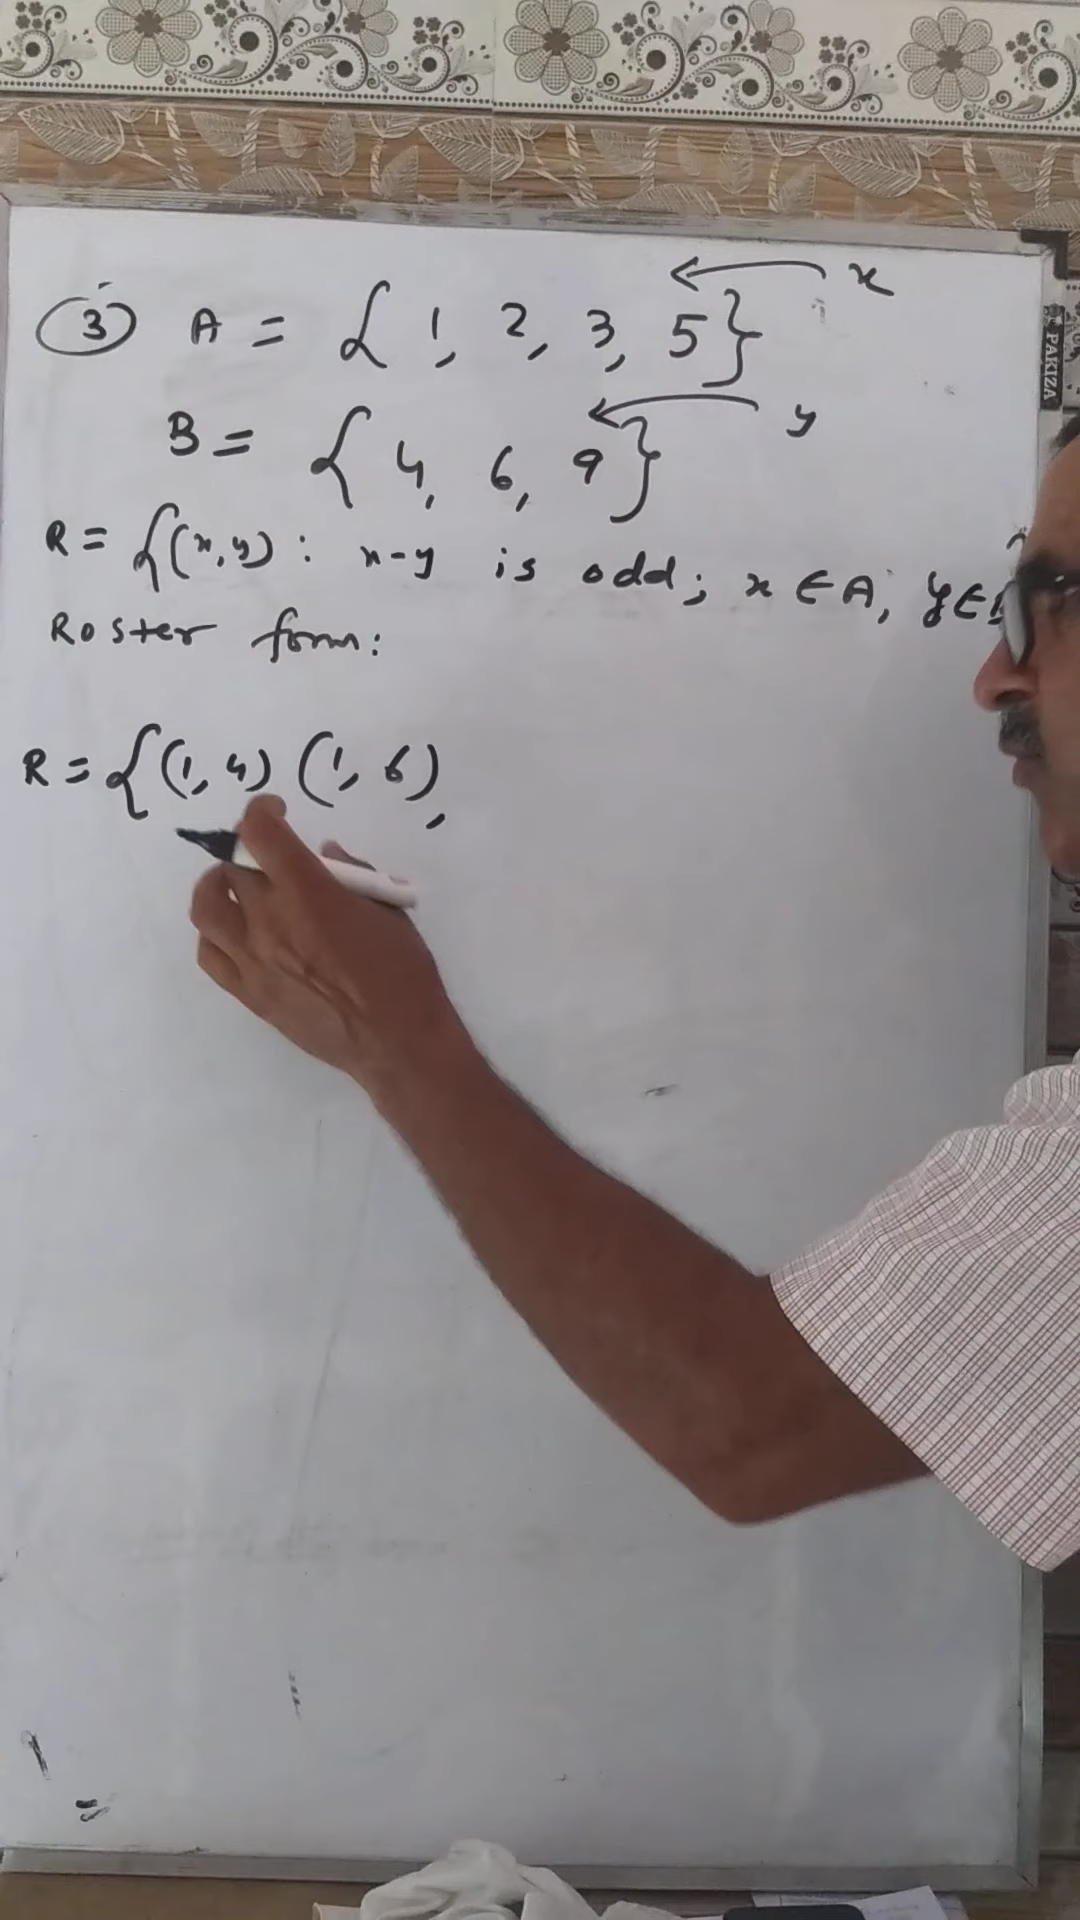 ③ A = { 1, 2, 3, 5} ← x
B = { 4, 6, 9} ← y
R = {(x,y) : x-y is odd; x ∈ A, y ∈
Roster form:
R = {(1,4) (1,6),
PAKIZA